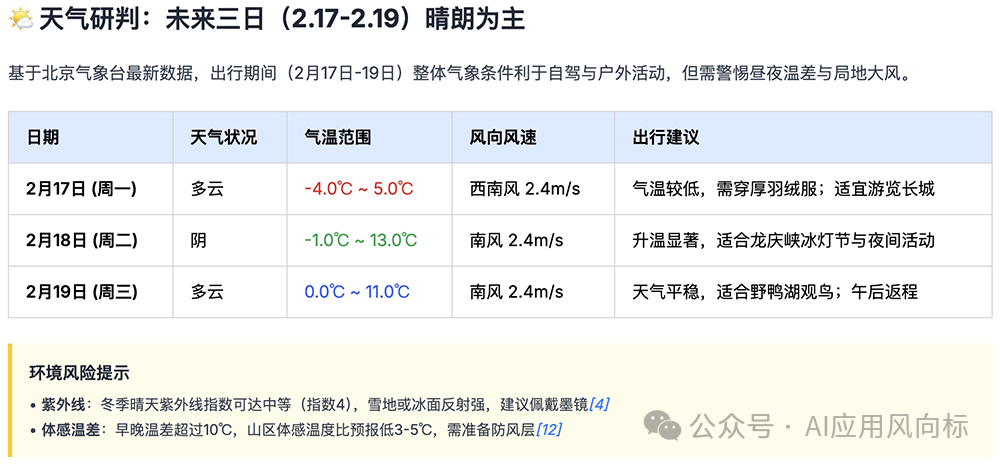 天气研判：未来三日（2.17-2.19）晴朗为主
基于北京气象台最新数据，出行期间（2月17日-19日）整体气象条件利于自驾与户外活动，但需警惕昼夜温差与局地大风。
日期 天气状况 气温范围 风向风速 出行建议
2月17日 (周一) 多云 -4.0℃ ~ 5.0℃ 西南风 2.4m/s 气温较低，需穿厚羽绒服；适宜游览长城
2月18日 (周二) 阴 -1.0℃ ~ 13.0℃ 南风 2.4m/s 升温显著，适合龙庆峡冰灯节与夜间活动
2月19日 (周三) 多云 0.0℃ ~ 11.0℃ 南风 2.4m/s 天气平稳，适合野鸭湖观鸟；午后返程
环境风险提示
• 紫外线：冬季晴天紫外线指数可达中等（指数4），雪地或冰面反射强，建议佩戴墨镜[4]
• 体感温差：早晚温差超过10℃，山区体感温度比预报低3-5℃，需准备防风层[12]
公众号 · AI应用风向标